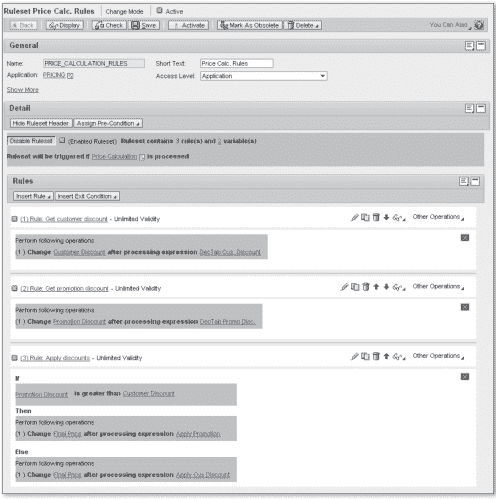 Ruleset Price Calc. Rules Change Mode Active
Back Display Check Save Activate Mark As Obsolete Delete You Can Also
General
Name: PRICE_CALCULATION_RULES Short Text: Price Calc. Rules
Application: PRICING Access Level: Application
Show More
Detail
Hide Ruleset Header Assign Pre-Condition
Disable Ruleset (Enabled Ruleset) Ruleset contains 3 rule(s) and 2 variable(s)
Ruleset will be triggered if Price Calculation is processed
Rules
Insert Rule Insert Exit Condition
(1) Rule: Get customer discount - Unlimited Validity Other Operations
Perform following operations
(1) Change Customer Discount after processing expression DecTab Cus. Discount
(2) Rule: Get promotion discount - Unlimited Validity Other Operations
Perform following operations
(1) Change Promotion Discount after processing expression DecTab Promo Disc.
(3) Rule: Apply discounts - Unlimited Validity Other Operations
If
Promotion Discount is greater than Customer Discount
Then
Perform following operations
(1) Change Final Price after processing expression Apply Promotion
Else
Perform following operations
(1) Change Final Price after processing expression Apply Cus Discount